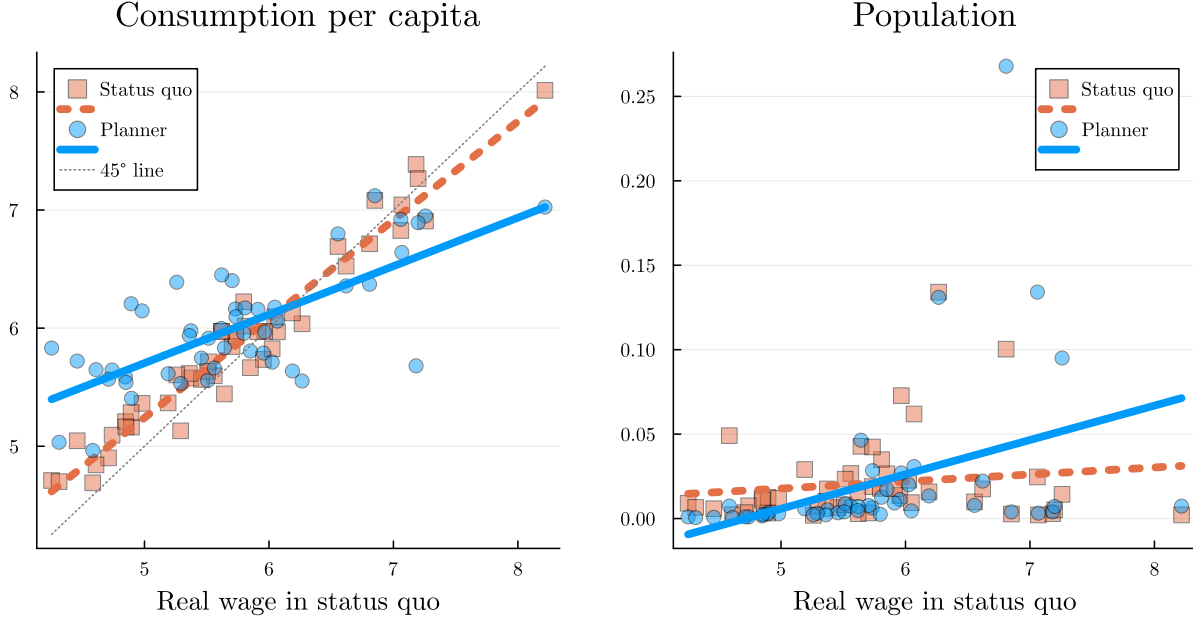 Consumption per capita
Status quo
Planner
45° line
8
7
6
5
5
6
7
8
Real wage in status quo
Population
Status quo
Planner
0.25
0.20
0.15
0.10
0.05
0.00
5
6
7
8
Real wage in status quo